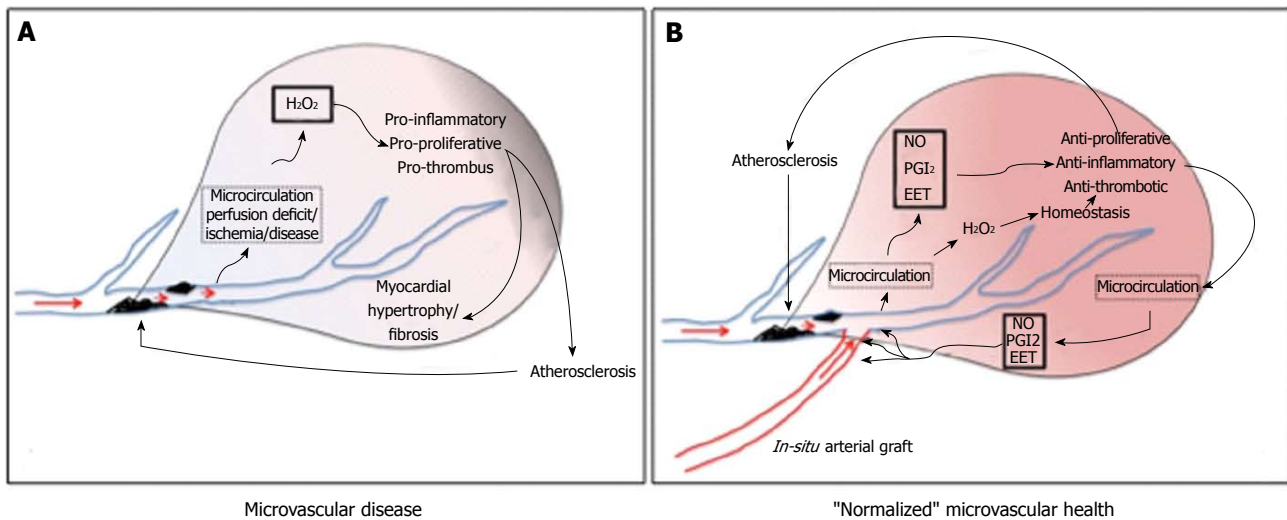 A
H₂O₂
Pro-inflammatory
Pro-proliferative
Pro-thrombus
Microcirculation
perfusion deficit/
ischemia/disease
Myocardial
hypertrophy/
fibrosis
Atherosclerosis
Microvascular disease
B
Atherosclerosis
NO
PGI₂
EET
Anti-proliferative
Anti-inflammatory
Anti-thrombotic
H₂O₂
Homeostasis
Microcirculation
Microcirculation
NO
PGI2
EET
In-situ arterial graft
"Normalized" microvascular health